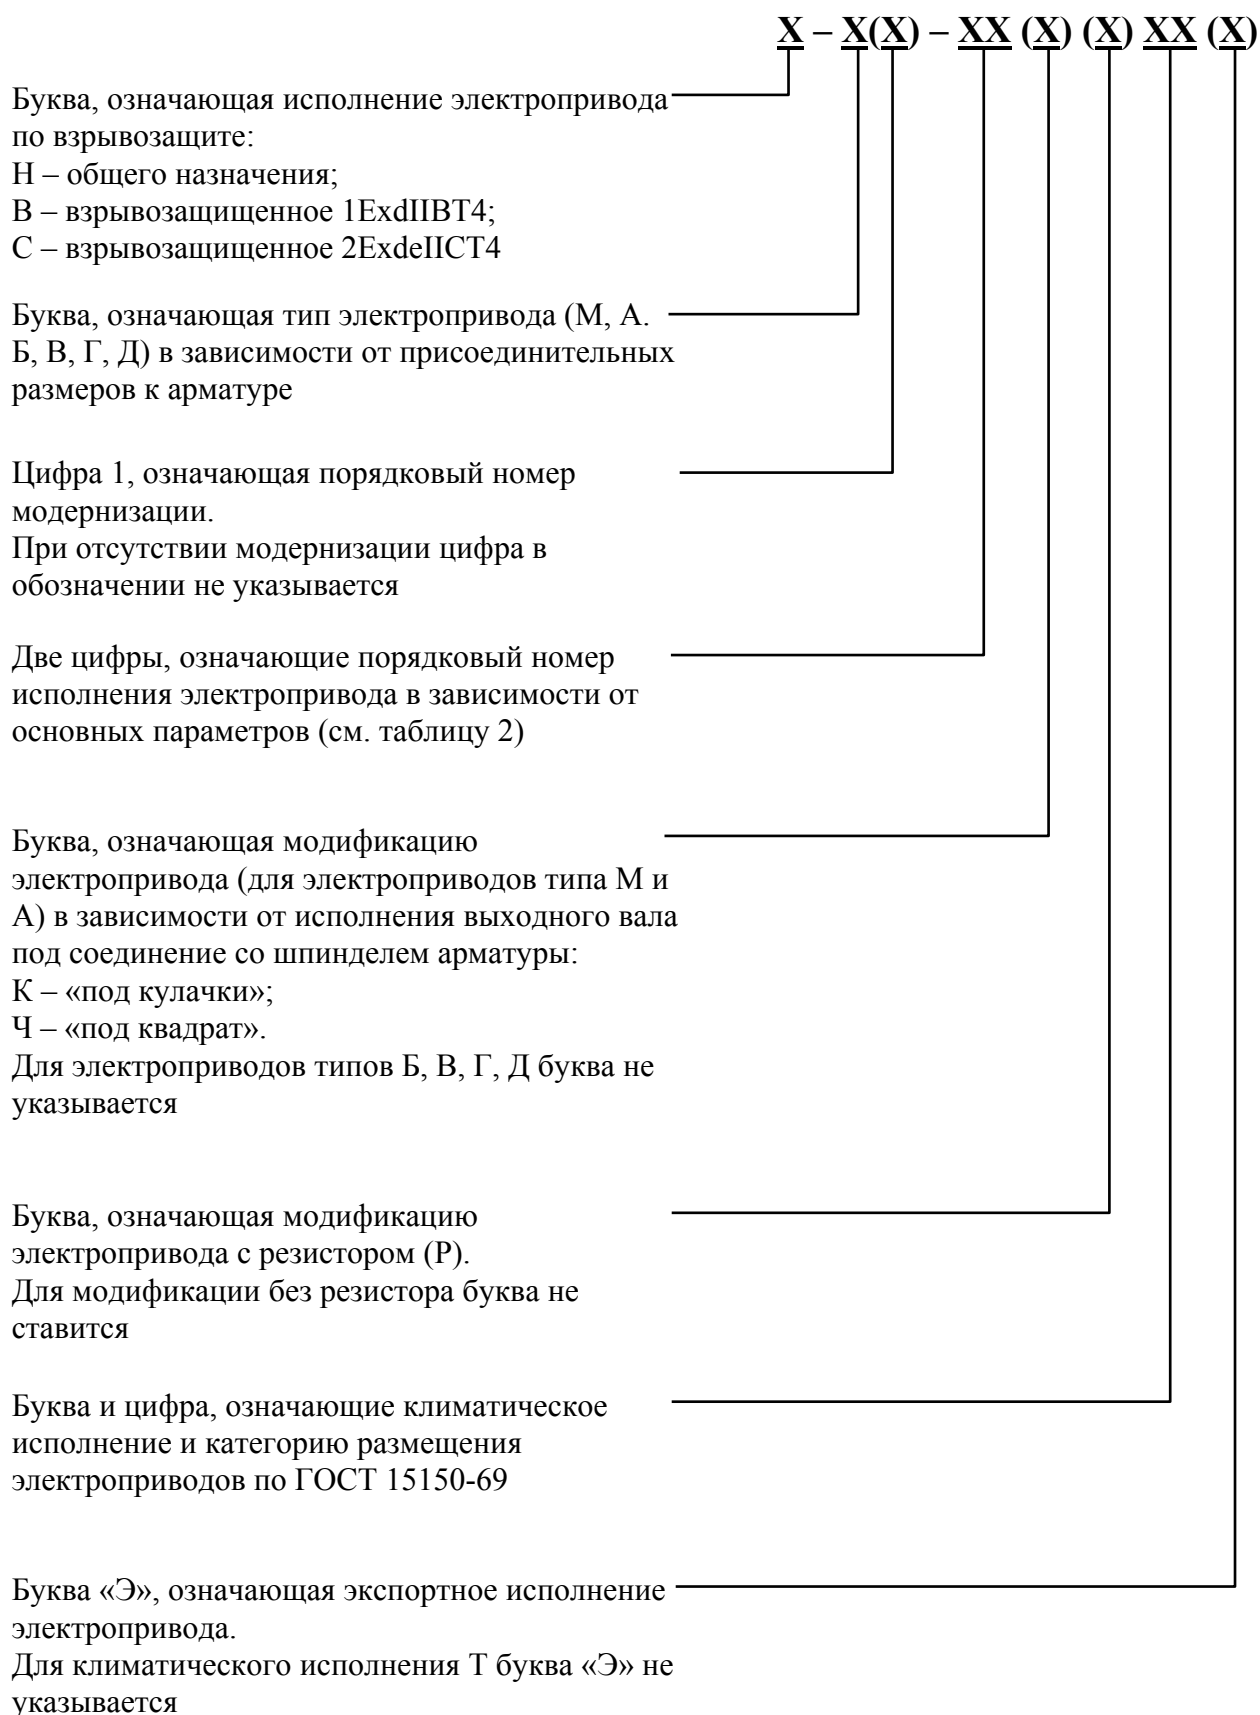 Х – Х(Х) – ХХ (Х) (Х) ХХ (Х)
Буква, означающая исполнение электропривода
по взрывозащите:
Н – общего назначения;
В – взрывозащищенное 1ExdIIBT4;
С – взрывозащищенное 2ExdeIICT4
Буква, означающая тип электропривода (М, А.
Б, В, Г, Д) в зависимости от присоединительных
размеров к арматуре
Цифра 1, означающая порядковый номер
модернизации.
При отсутствии модернизации цифра в
обозначении не указывается
Две цифры, означающие порядковый номер
исполнения электропривода в зависимости от
основных параметров (см. таблицу 2)
Буква, означающая модификацию
электропривода (для электроприводов типа М и
А) в зависимости от исполнения выходного вала
под соединение со шпинделем арматуры:
К – «под кулачки»;
Ч – «под квадрат».
Для электроприводов типов Б, В, Г, Д буква не
указывается
Буква, означающая модификацию
электропривода с резистором (Р).
Для модификации без резистора буква не
ставится
Буква и цифра, означающие климатическое
исполнение и категорию размещения
электроприводов по ГОСТ 15150-69
Буква «Э», означающая экспортное исполнение
электропривода.
Для климатического исполнения Т буква «Э» не
указывается